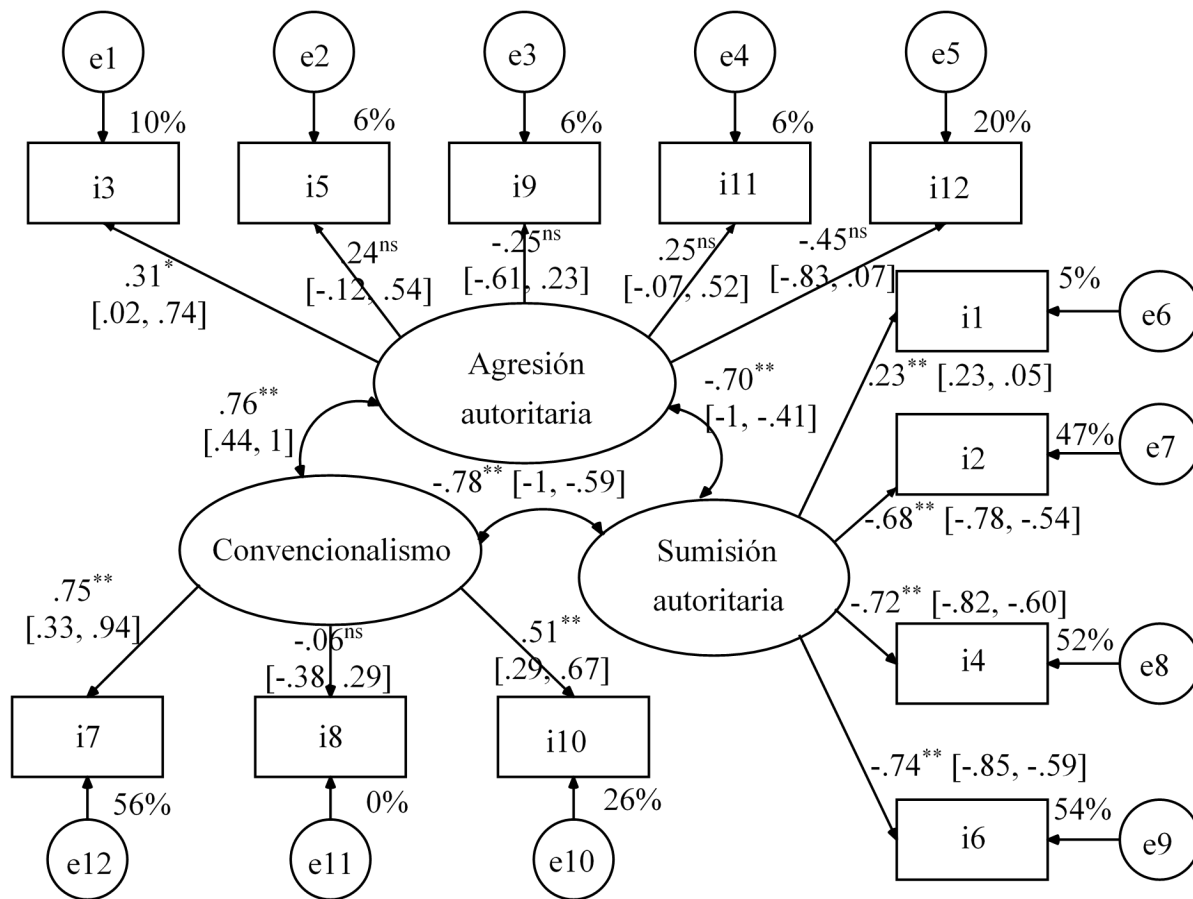 e1
e2
e3
e4
e5
10%
6%
6%
6%
20%
i3
i5
i9
i11
i12
.31*
[.02, .74]
.24ns
[-.12, .54]
-.25ns
[-.61, .23]
.25ns
[-.07, .52]
-.45ns
[-.83, .07]
5%
i1
e6
.23** [.23, .05]
Agresión
autoritaria
-.70**
[-1, -.41]
.76**
[.44, 1]
47%
i2
e7
-.68** [-.78, -.54]
-.78** [-1, -.59]
Convencionalismo
Sumisión
autoritaria
-.72** [-.82, -.60]
52%
i4
e8
.75**
[.33, .94]
-.06ns
[-.38, .29]
.51**
[.29, .67]
i7
i8
i10
-.74** [-.85, -.59]
56%
0%
26%
54%
i6
e9
e12
e11
e10